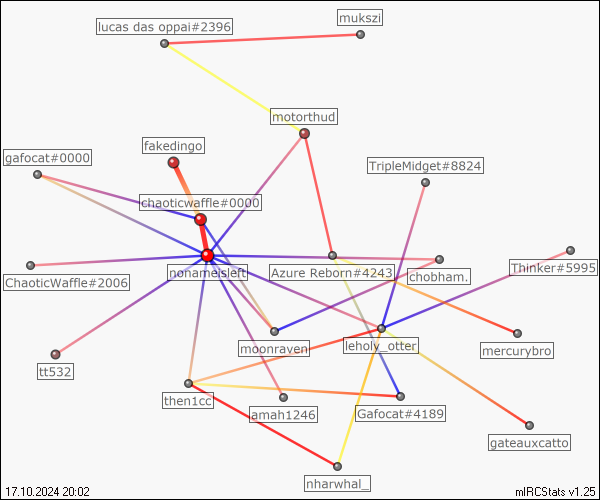 lucas das oppai#2396
mukszi
motorthud
fakedingo
gafocat#0000
TripleMidget#8824
chaoticwaffle#0000
ChaoticWaffle#2006
nonameisleft
Azure Reborn#4243
chobham.
Thinker#5995
moonraven
leholy_otter
mercurybro
tt532
then1cc
amah1246
Gafocat#4189
gateauxcatto
nharwhal_
17.10.2024 20:02
mIRCStats v1.25